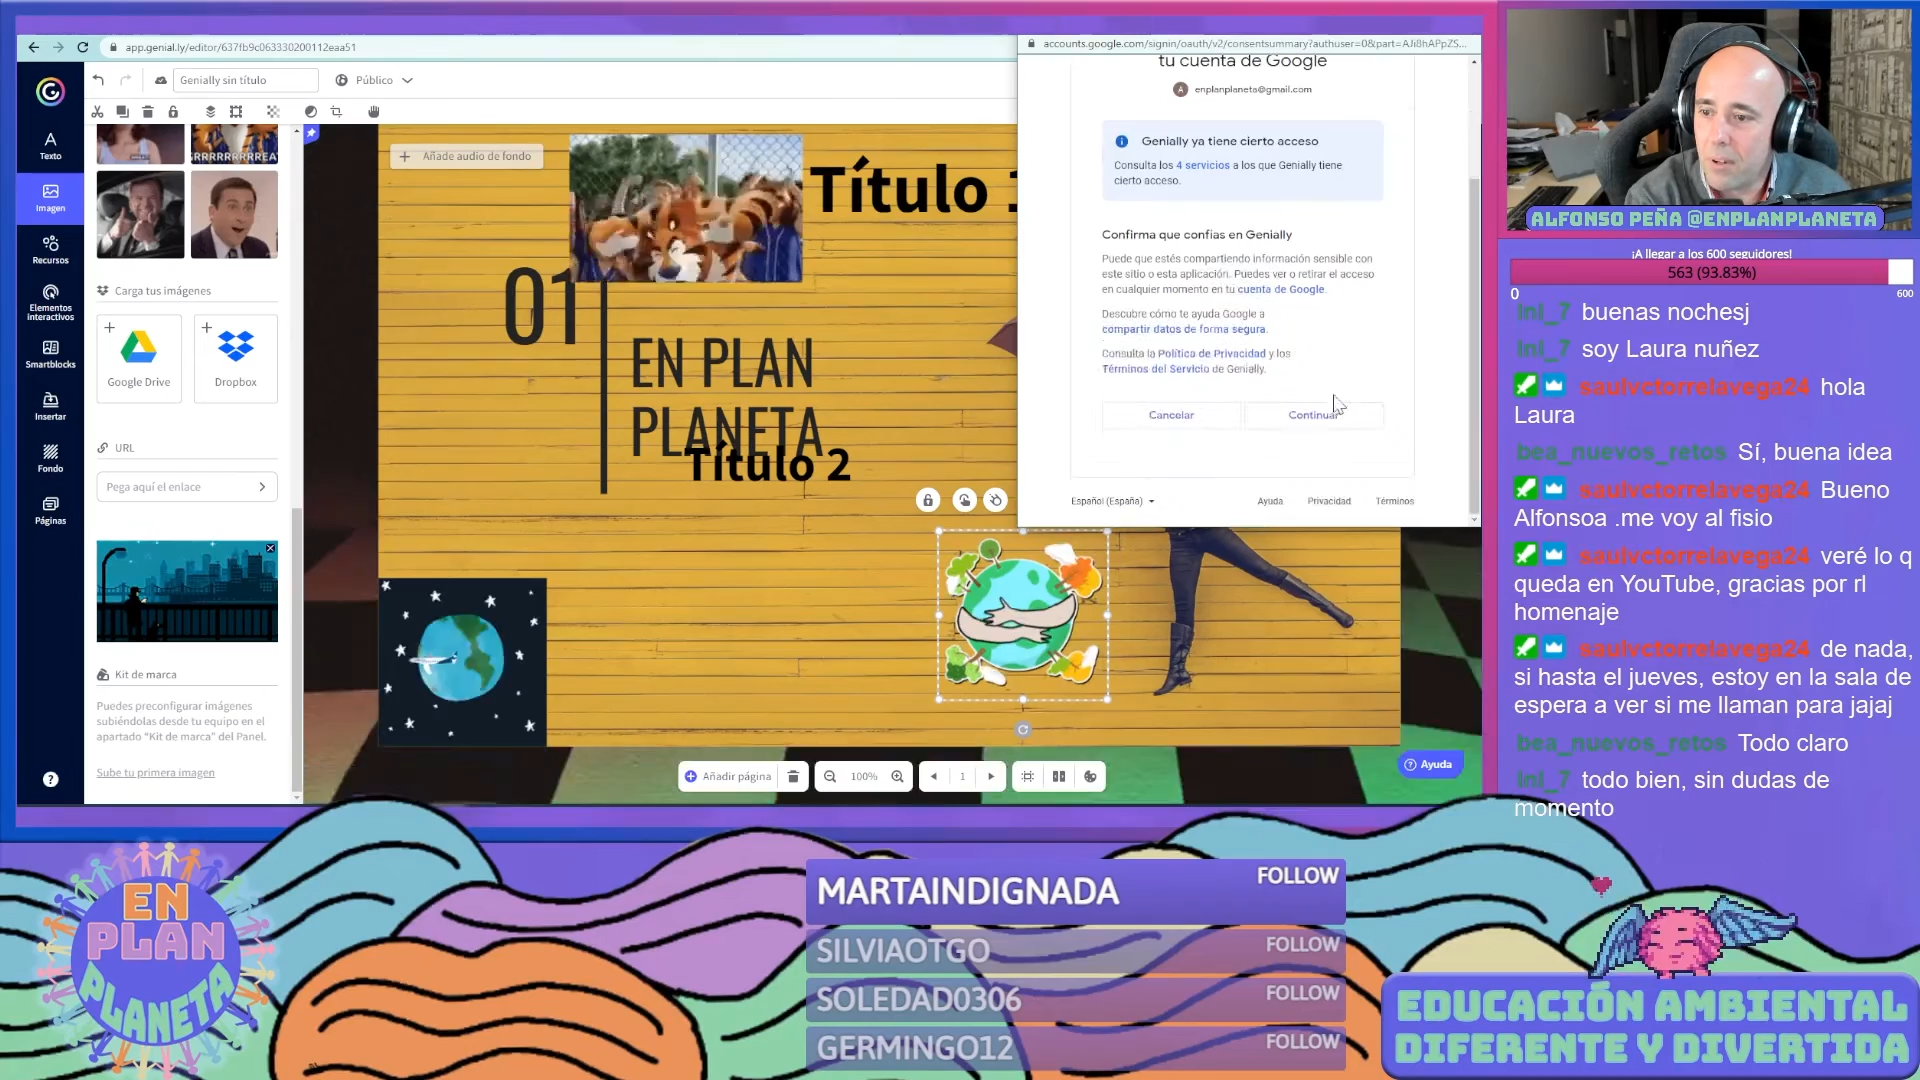 app.genial.ly/editor/637fb9c063330200112eaa51
Genially sin título
Público
Texto
Imagen
Recursos
Elementos
interactivos
Smartblocks
Insertar
Fondo
Páginas
Carga tus imágenes
Google Drive
Dropbox
URL
Pega aquí el enlace
Kit de marca
Puedes preconfigurar imágenes
subiéndolas desde tu equipo en el
apartado "Kit de marca" del Panel.
Sube tu primera imagen
Añade audio de fondo
Título 1
01
EN PLAN
PLANETA
Título 2
Añadir página
100%
1
Ayuda
accounts.google.com/signin/oauth/v2/consentsummary?authuser=0&part=AJi8hAPpZS...
tu cuenta de Google
A
enplanplaneta@gmail.com
Genially ya tiene cierto acceso
Consulta los 4 servicios a los que Genially tiene
cierto acceso.
Confirma que confías en Genially
Puede que estés compartiendo información sensible con
este sitio o esta aplicación. Puedes ver o retirar el acceso
en cualquier momento en tu cuenta de Google.
Descubre cómo te ayuda Google a
compartir datos de forma segura.
Consulta la Política de Privacidad y los
Términos del Servicio de Genially.
Cancelar
Continuar
Español (España)
Ayuda
Privacidad
Términos
ALFONSO PEÑA @ENPLANPLANETA
¡A llegar a los 600 seguidores!
563 (93.83%)
0
600
lnl_7 buenas nochesj
lnl_7 soy Laura nuñez
saulvctorrelavega24 hola
Laura
bea_nuevos_retos Sí, buena idea
saulvctorrelavega24 Bueno
Alfonsoa .me voy al fisio
saulvctorrelavega24 veré lo q
queda en YouTube, gracias por rl
homenaje
saulvctorrelavega24 de nada,
si hasta el jueves, estoy en la sala de
espera a ver si me llaman para jajaj
bea_nuevos_retos Todo claro
lnl_7 todo bien, sin dudas de
momento
EN
PLAN
PLANETA
MARTAINDIGNADA FOLLOW
SILVIAOTGO FOLLOW
SOLEDAD0306 FOLLOW
GERMINGO12 FOLLOW
EDUCACIÓN AMBIENTAL
DIFERENTE Y DIVERTIDA